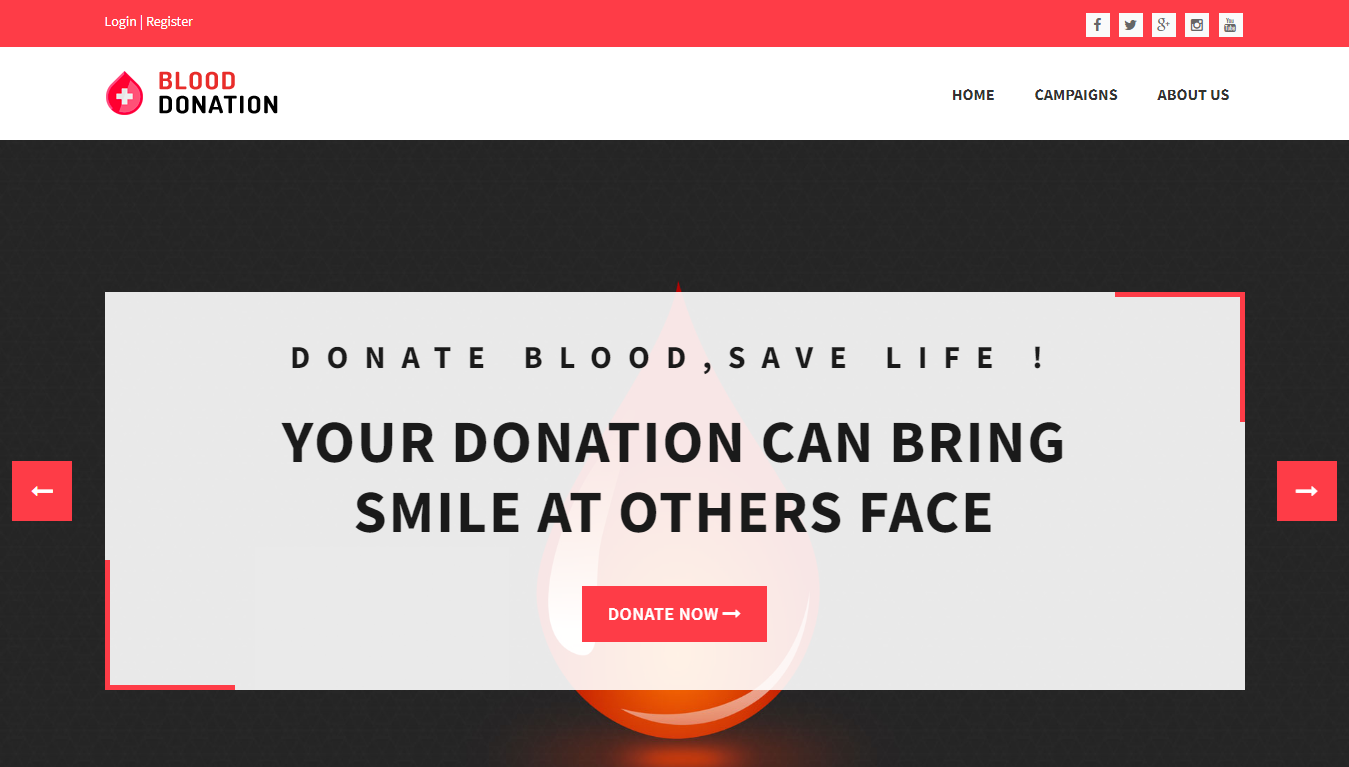 Login | Register
BLOOD
DONATION
HOME CAMPAIGNS ABOUT US
DONATE BLOOD,SAVE LIFE !
YOUR DONATION CAN BRING
SMILE AT OTHERS FACE
DONATE NOW